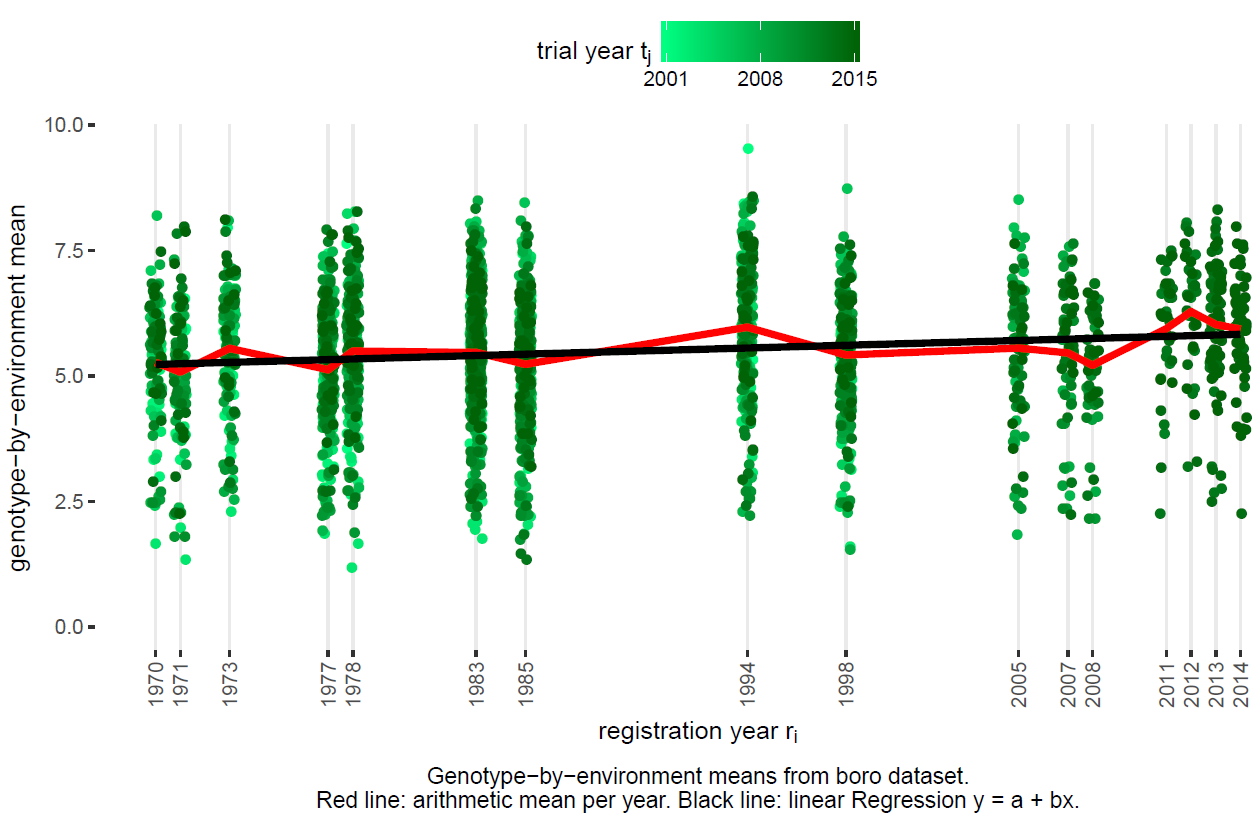 trial year tj
2001 2008 2015
genotype−by−environment mean
10.0
7.5
5.0
2.5
0.0
1970 1971 1973 1977 1978 1983 1985 1994 1998 2005 2007 2008 2011 2012 2013 2014
registration year ri
Genotype−by−environment means from boro dataset.
Red line: arithmetic mean per year. Black line: linear Regression y = a + bx.